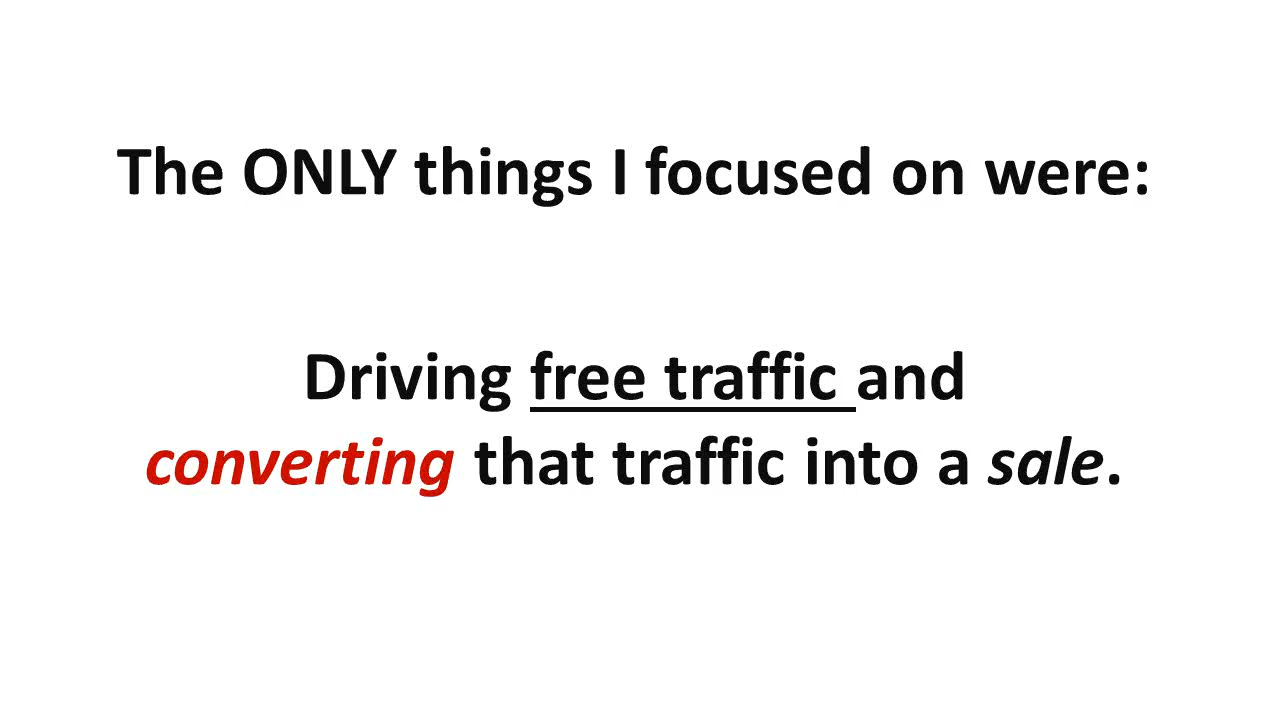 The ONLY things I focused on were:
Driving free traffic and
converting that traffic into a sale.